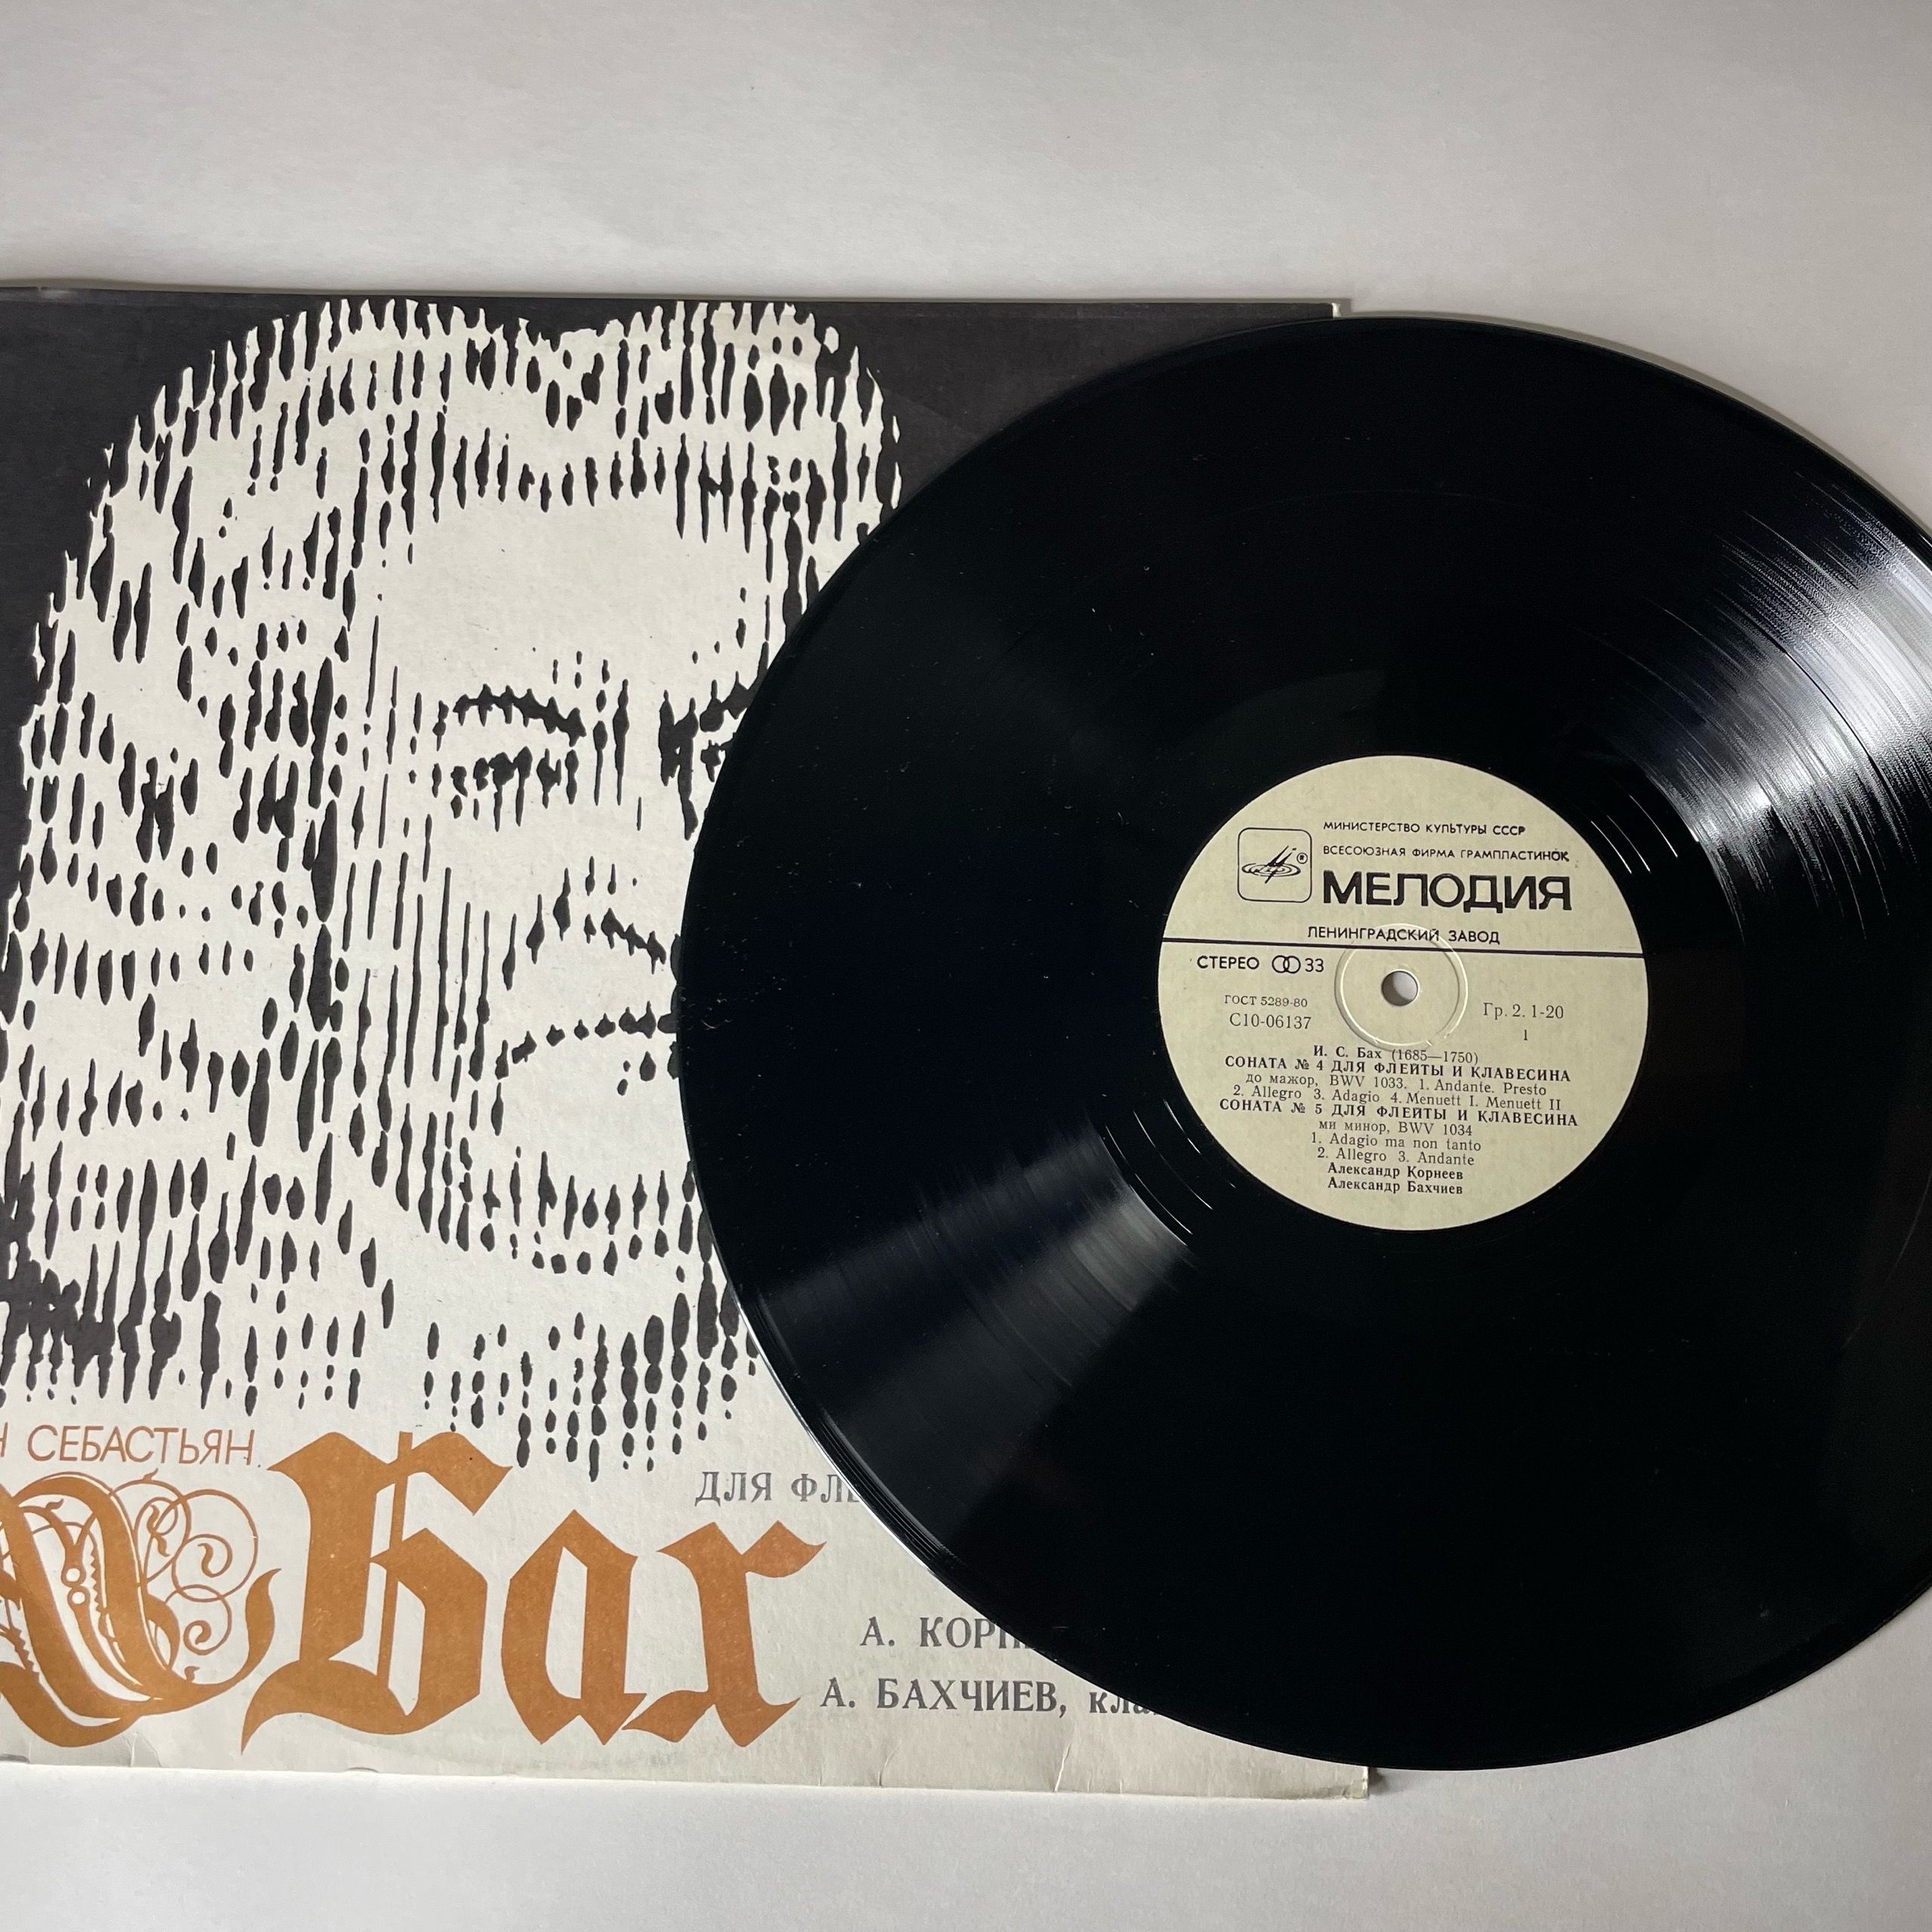 МИНИСТЕРСТВО КУЛЬТУРЫ СССР
ВСЕСОЮЗНАЯ ФИРМА ГРАМПЛАСТИНОК
МЕЛОДИЯ
ЛЕНИНГРАДСКИЙ ЗАВОД
СТЕРЕО 33
ГОСТ 5289-80
С10-06137
Гр. 2. 1-20
1
И. С. Бах (1685—1750)
СОНАТА № 4 ДЛЯ ФЛЕЙТЫ И КЛАВЕСИНА
до мажор, BWV 1033. 1. Andante. Presto
2. Allegro 3. Adagio 4. Menuett I. Menuett II
СОНАТА № 5 ДЛЯ ФЛЕЙТЫ И КЛАВЕСИНА
ми минор, BWV 1034
1. Adagio ma non tanto
2. Allegro 3. Andante
Александр Корнеев
Александр Бахчиев
СЕБАСТЬЯН
Бах
ДЛЯ
А.
А. БАХЧИЕВ,